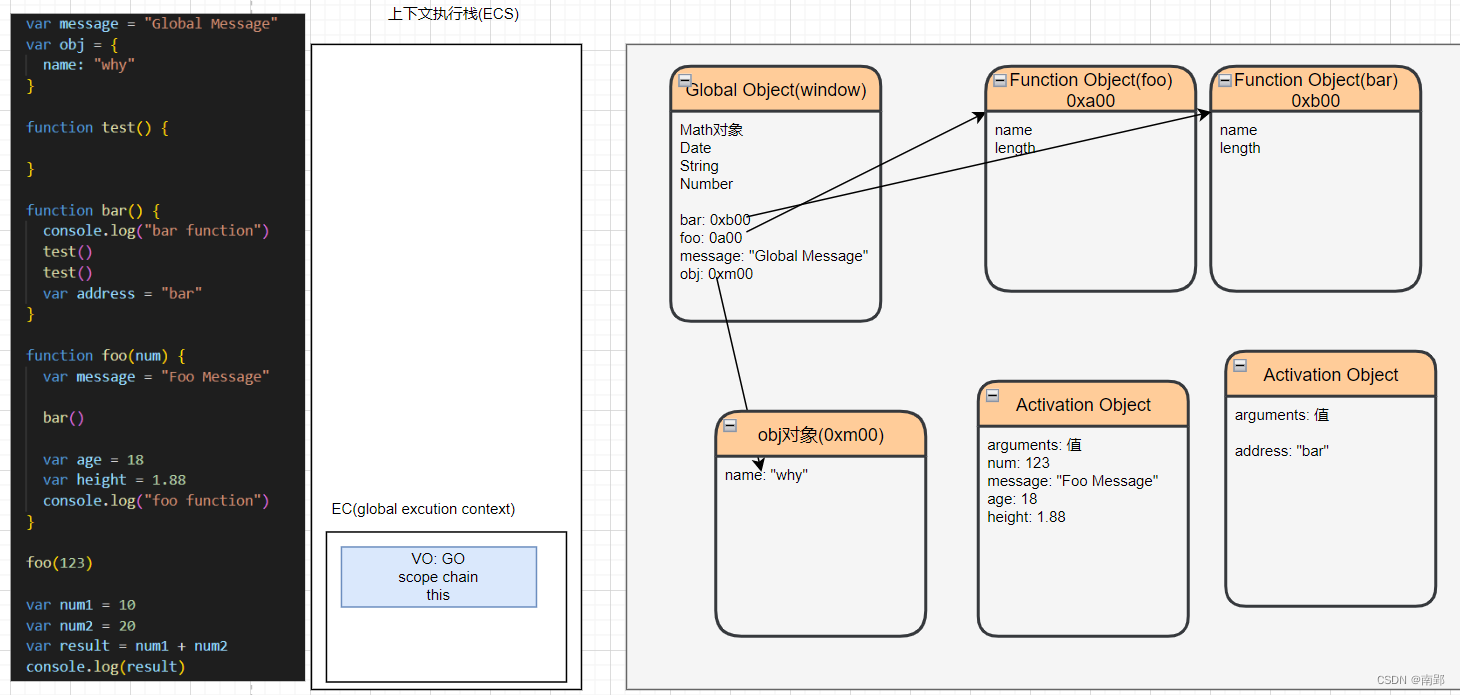 上下文执行栈(ECS)
var message = "Global Message"
var obj = {
name: "why"
}
function test() {
}
function bar() {
console.log("bar function")
test()
test()
var address = "bar"
}
function foo(num) {
var message = "Foo Message"
bar()
var age = 18
var height = 1.88
console.log("foo function")
}
foo(123)
var num1 = 10
var num2 = 20
var result = num1 + num2
console.log(result)
EC(global excution context)
VO: GO
scope chain
this
Global Object(window)
Math对象
Date
String
Number
bar: 0xb00
foo: 0a00
message: "Global Message"
obj: 0xm00
Function Object(foo)
0xa00
name
length
Function Object(bar)
0xb00
name
length
obj对象(0xm00)
name: "why"
Activation Object
arguments: 值
num: 123
message: "Foo Message"
age: 18
height: 1.88
Activation Object
arguments: 值
address: "bar"
CSDN @南郢